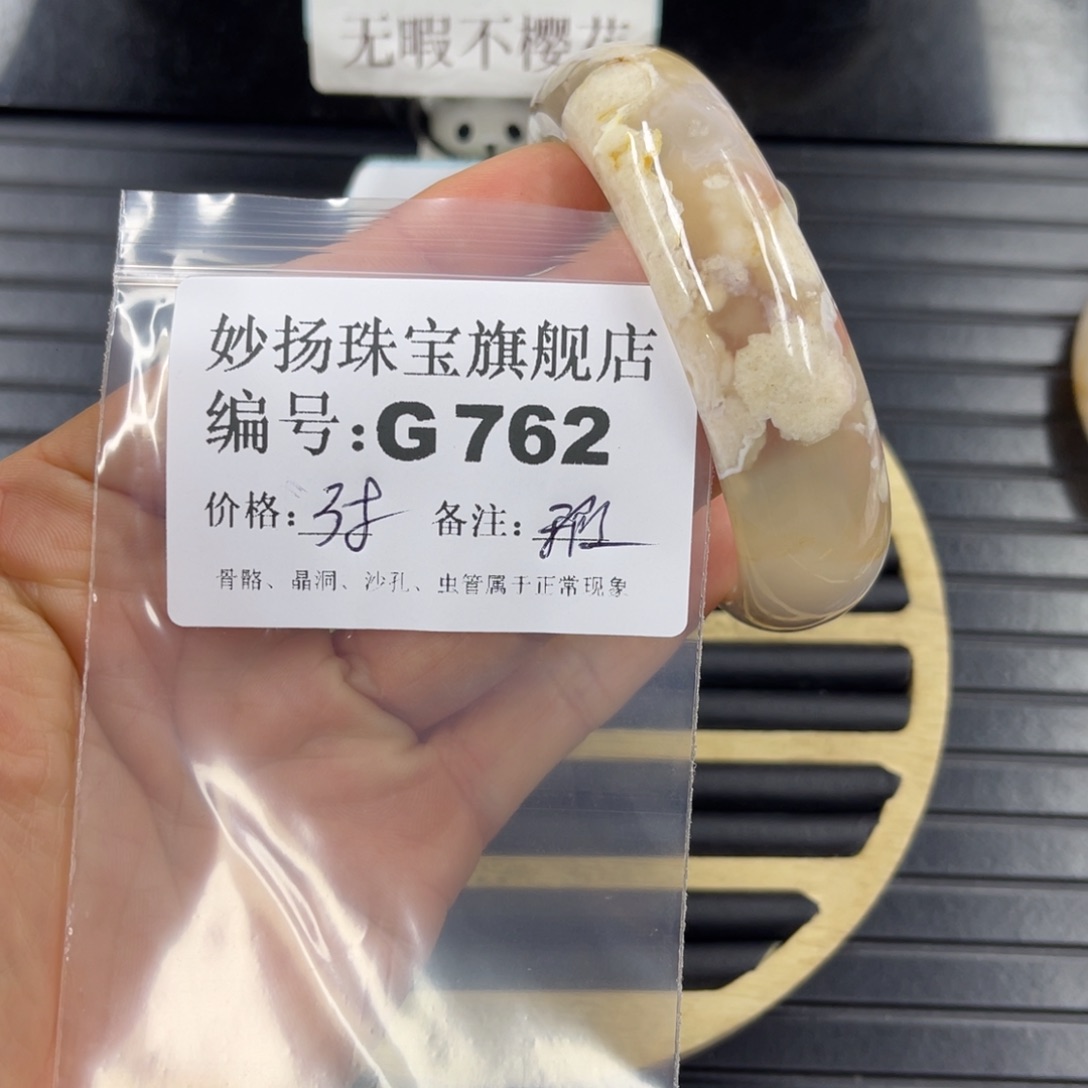 无暇不樱花
妙扬珠宝旗舰店
编号:G762
价格: 备注:
骨骼、晶洞、沙孔、虫管属于正常现象